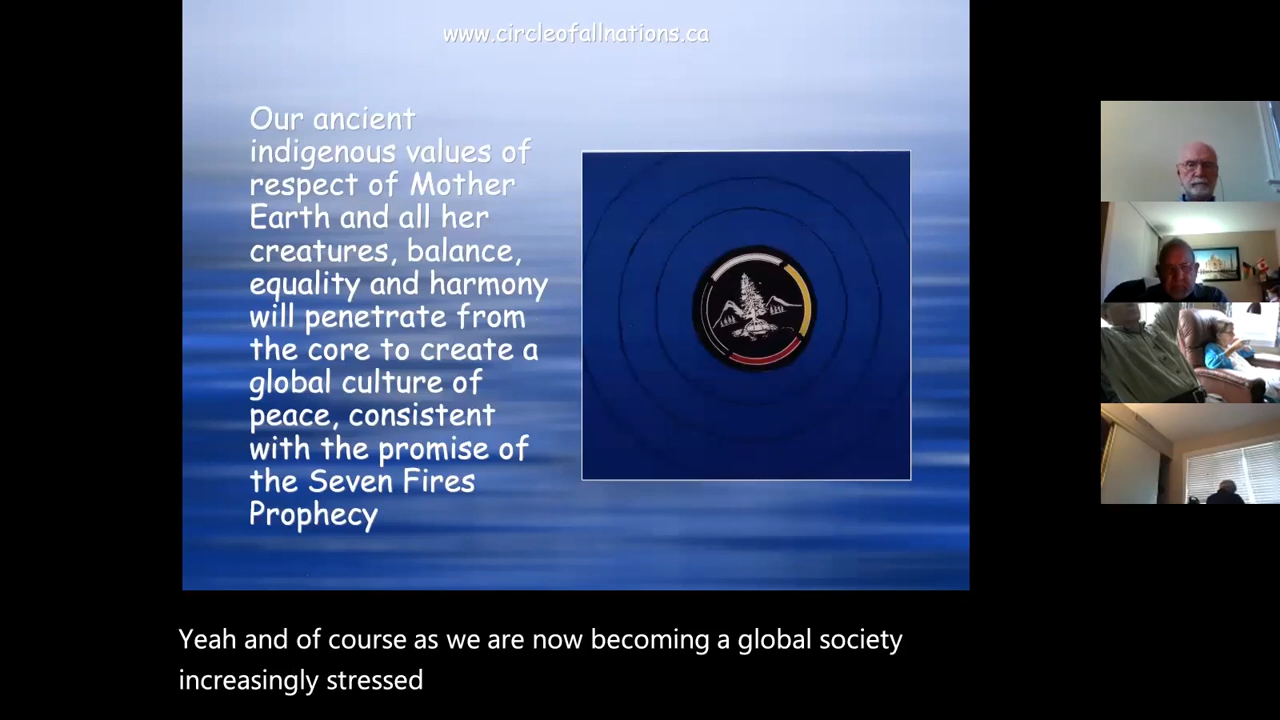 www.circleofallnations.ca
Our ancient
indigenous values of
respect of Mother
Earth and all her
creatures, balance,
equality and harmony
will penetrate from
the core to create a
global culture of
peace, consistent
with the promise of
the Seven Fires
Prophecy
Yeah and of course as we are now becoming a global society
increasingly stressed